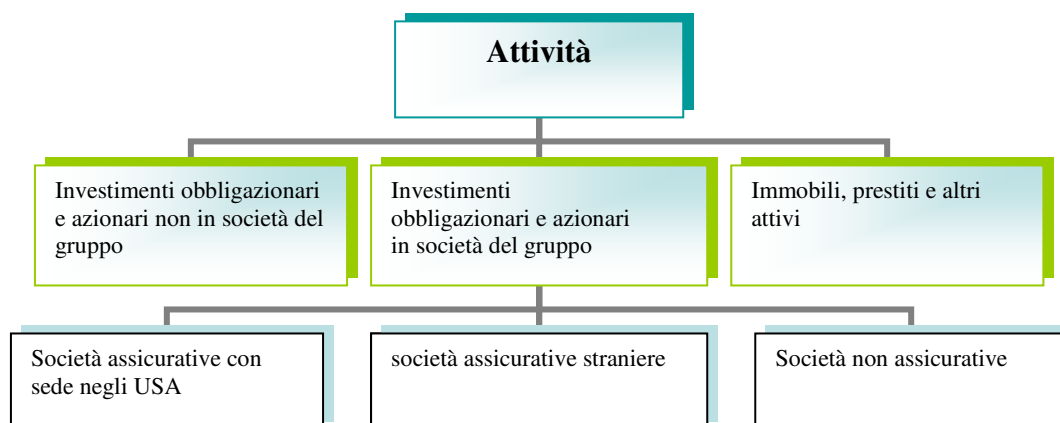 Attività
Investimenti obbligazionari
e azionari non in società del
gruppo
Investimenti
obbligazionari e azionari
in società del gruppo
Immobili, prestiti e altri
attivi
Società assicurative con
sede negli USA
società assicurative straniere
Società non assicurative